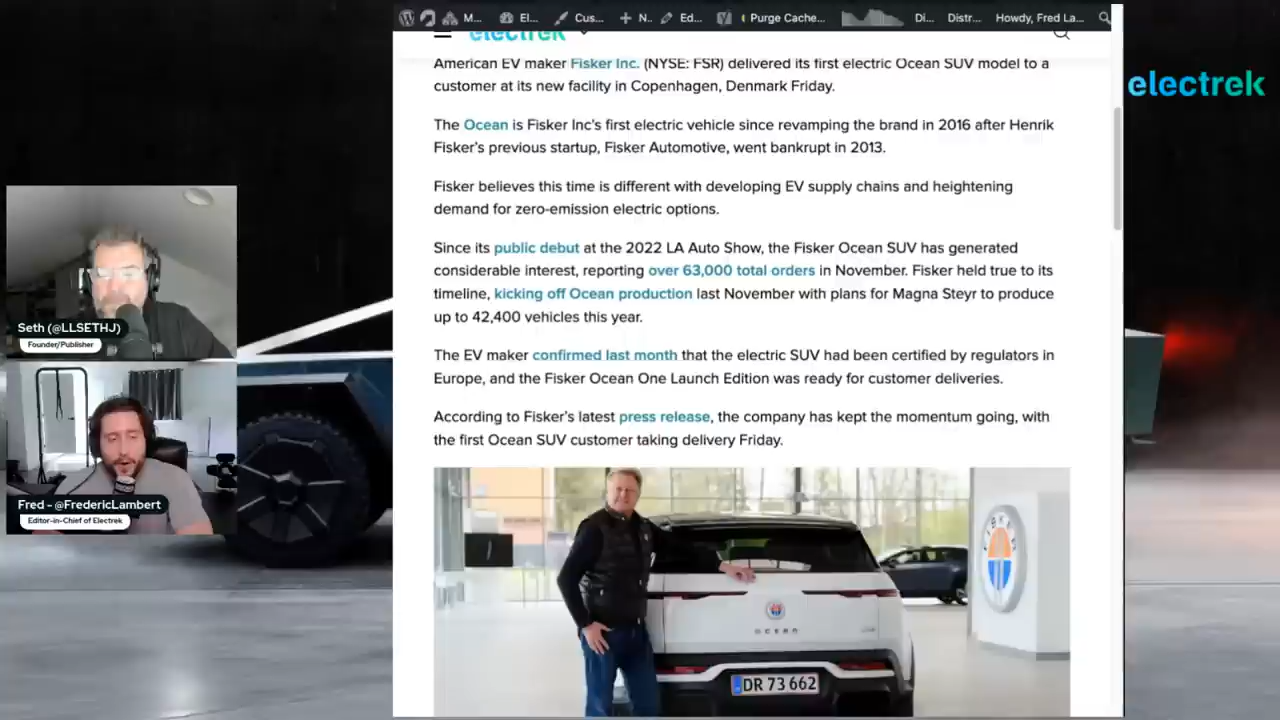 M...
El...
Cus...
N..
Ed...
Purge Cache...
Di...
Distr...
Howdy, Fred La...
electrek
electrek
American EV maker Fisker Inc. (NYSE: FSR) delivered its first electric Ocean SUV model to a
customer at its new facility in Copenhagen, Denmark Friday.
The Ocean is Fisker Inc's first electric vehicle since revamping the brand in 2016 after Henrik
Fisker's previous startup, Fisker Automotive, went bankrupt in 2013.
Fisker believes this time is different with developing EV supply chains and heightening
demand for zero-emission electric options.
Since its public debut at the 2022 LA Auto Show, the Fisker Ocean SUV has generated
considerable interest, reporting over 63,000 total orders in November. Fisker held true to its
timeline, kicking off Ocean production last November with plans for Magna Steyr to produce
up to 42,400 vehicles this year.
The EV maker confirmed last month that the electric SUV had been certified by regulators in
Europe, and the Fisker Ocean One Launch Edition was ready for customer deliveries.
According to Fisker's latest press release, the company has kept the momentum going, with
the first Ocean SUV customer taking delivery Friday.
FISKER
OCEAN
DR 73 662
Seth (@LLSETHJ)
Founder/Publisher
Fred - @FredericLambert
Editor-in-Chief of Electrek